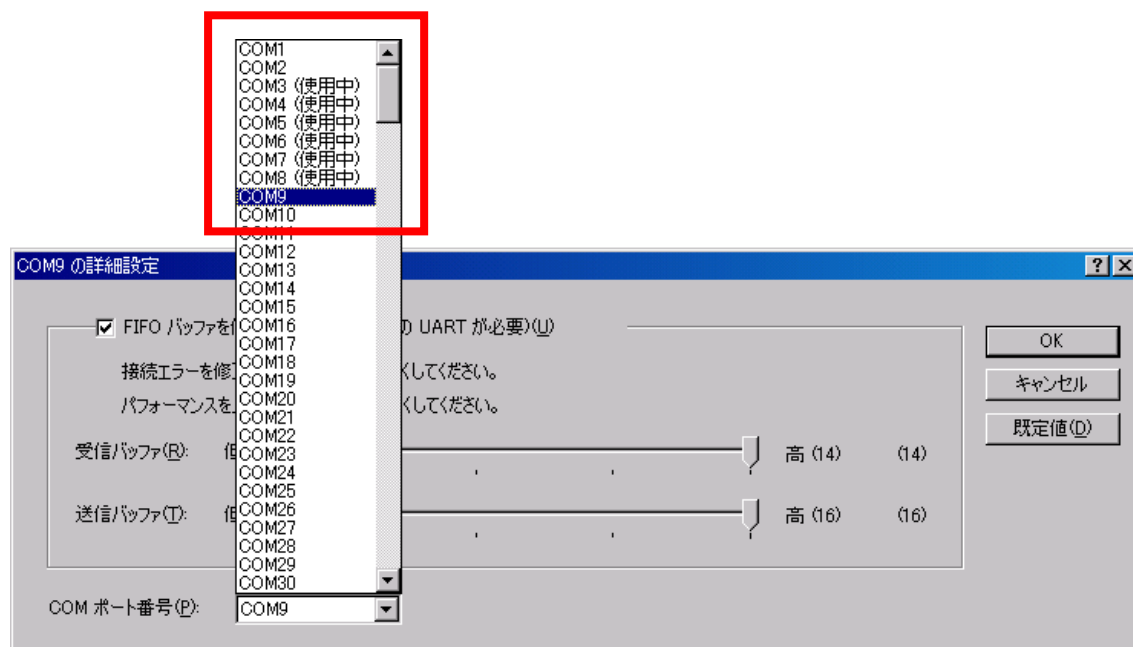 COM1
COM2
COM3 (使用中)
COM4 (使用中)
COM5 (使用中)
COM6 (使用中)
COM7 (使用中)
COM8 (使用中)
COM9
COM10
COM11
COM12
COM13
COM14
COM15
COM16
COM17
COM18
COM19
COM20
COM21
COM22
COM23
COM24
COM25
COM26
COM27
COM28
COM29
COM30
COM9 の詳細設定
FIFO バッファを UART が必要)(U)
接続エラーを修 くしてください。
パフォーマンスを くしてください。
受信バッファ(R): 高 (14) (14)
送信バッファ(T): 高 (16) (16)
COM ポート番号(P): COM9
OK
キャンセル
既定値(D)